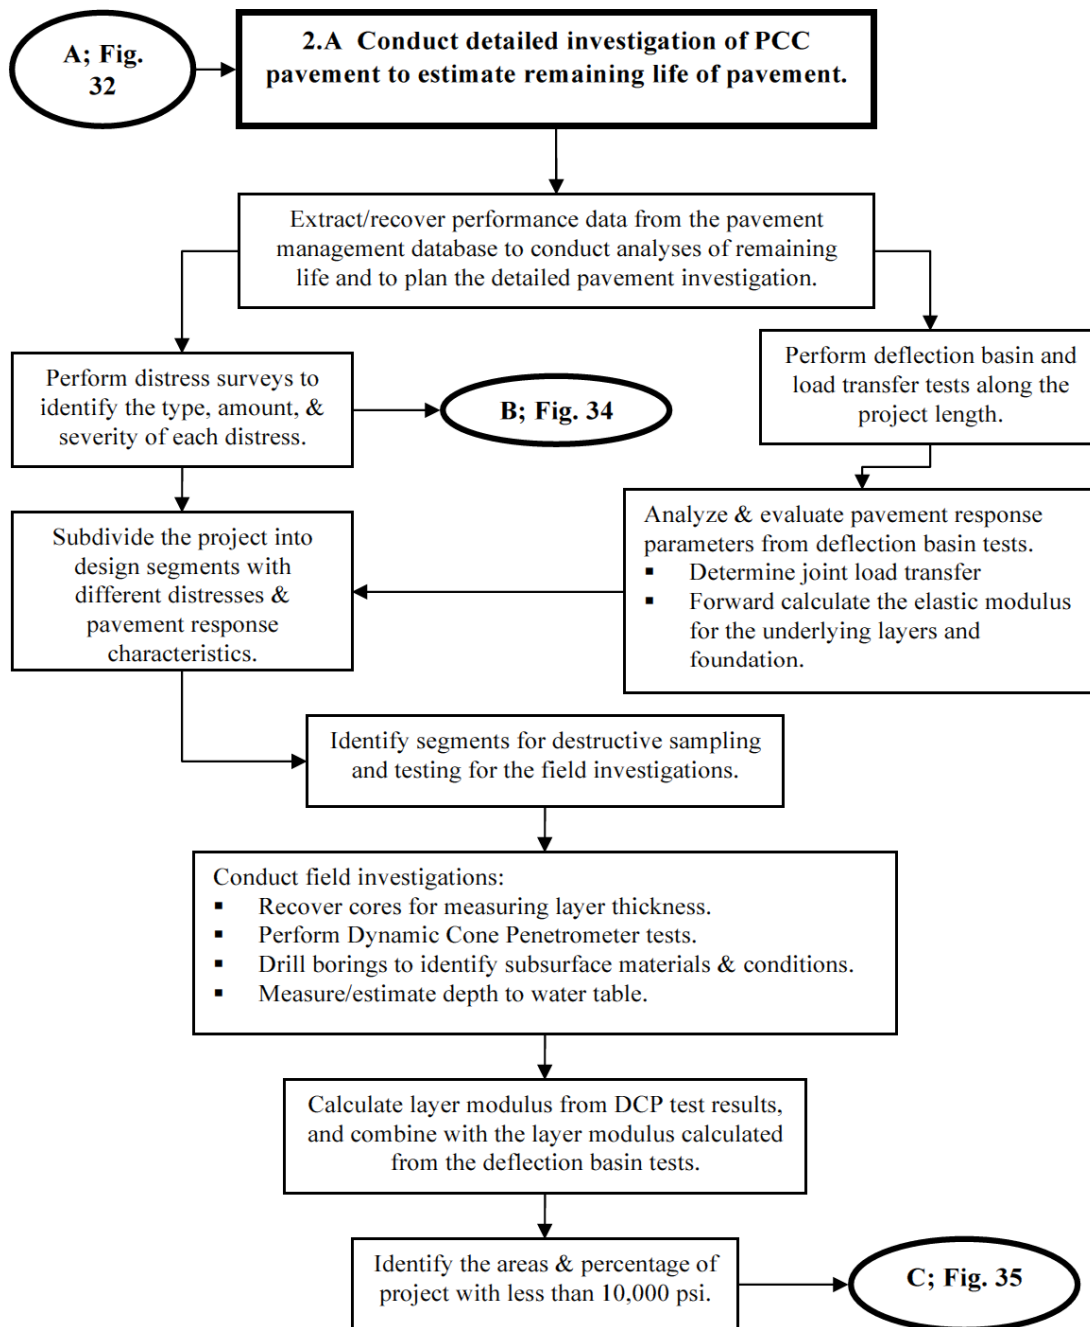 A; Fig.
32
2.A Conduct detailed investigation of PCC
pavement to estimate remaining life of pavement.
Extract/recover performance data from the pavement
management database to conduct analyses of remaining
life and to plan the detailed pavement investigation.
Perform distress surveys to
identify the type, amount, &
severity of each distress.
B; Fig. 34
Perform deflection basin and
load transfer tests along the
project length.
Subdivide the project into
design segments with
different distresses &
pavement response
characteristics.
Analyze & evaluate pavement response
parameters from deflection basin tests.
▪ Determine joint load transfer
▪ Forward calculate the elastic modulus
for the underlying layers and
foundation.
Identify segments for destructive sampling
and testing for the field investigations.
Conduct field investigations:
▪ Recover cores for measuring layer thickness.
▪ Perform Dynamic Cone Penetrometer tests.
▪ Drill borings to identify subsurface materials & conditions.
▪ Measure/estimate depth to water table.
Calculate layer modulus from DCP test results,
and combine with the layer modulus calculated
from the deflection basin tests.
Identify the areas & percentage of
project with less than 10,000 psi.
C; Fig. 35